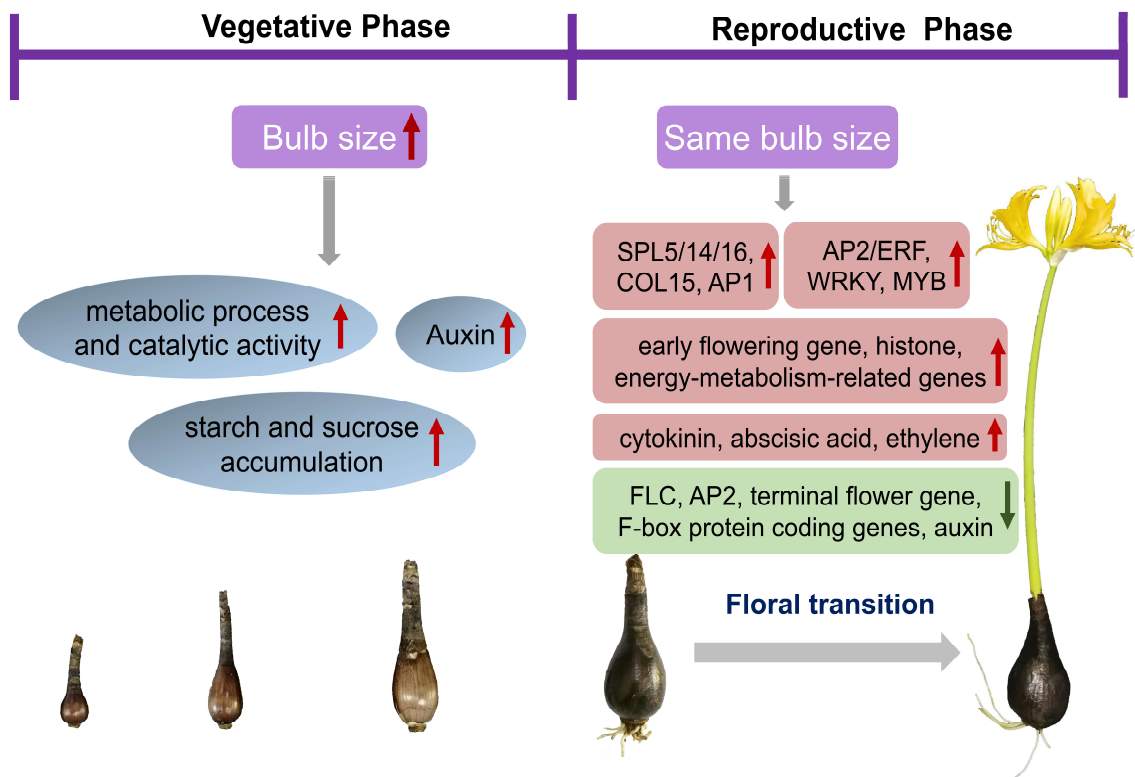 Vegetative Phase
Reproductive Phase
Bulb size
Same bulb size
metabolic process
and catalytic activity
Auxin
starch and sucrose
accumulation
SPL5/14/16,
COL15, AP1
AP2/ERF,
WRKY, MYB
early flowering gene, histone,
energy-metabolism-related genes
cytokinin, abscisic acid, ethylene
FLC, AP2, terminal flower gene,
F-box protein coding genes, auxin
Floral transition